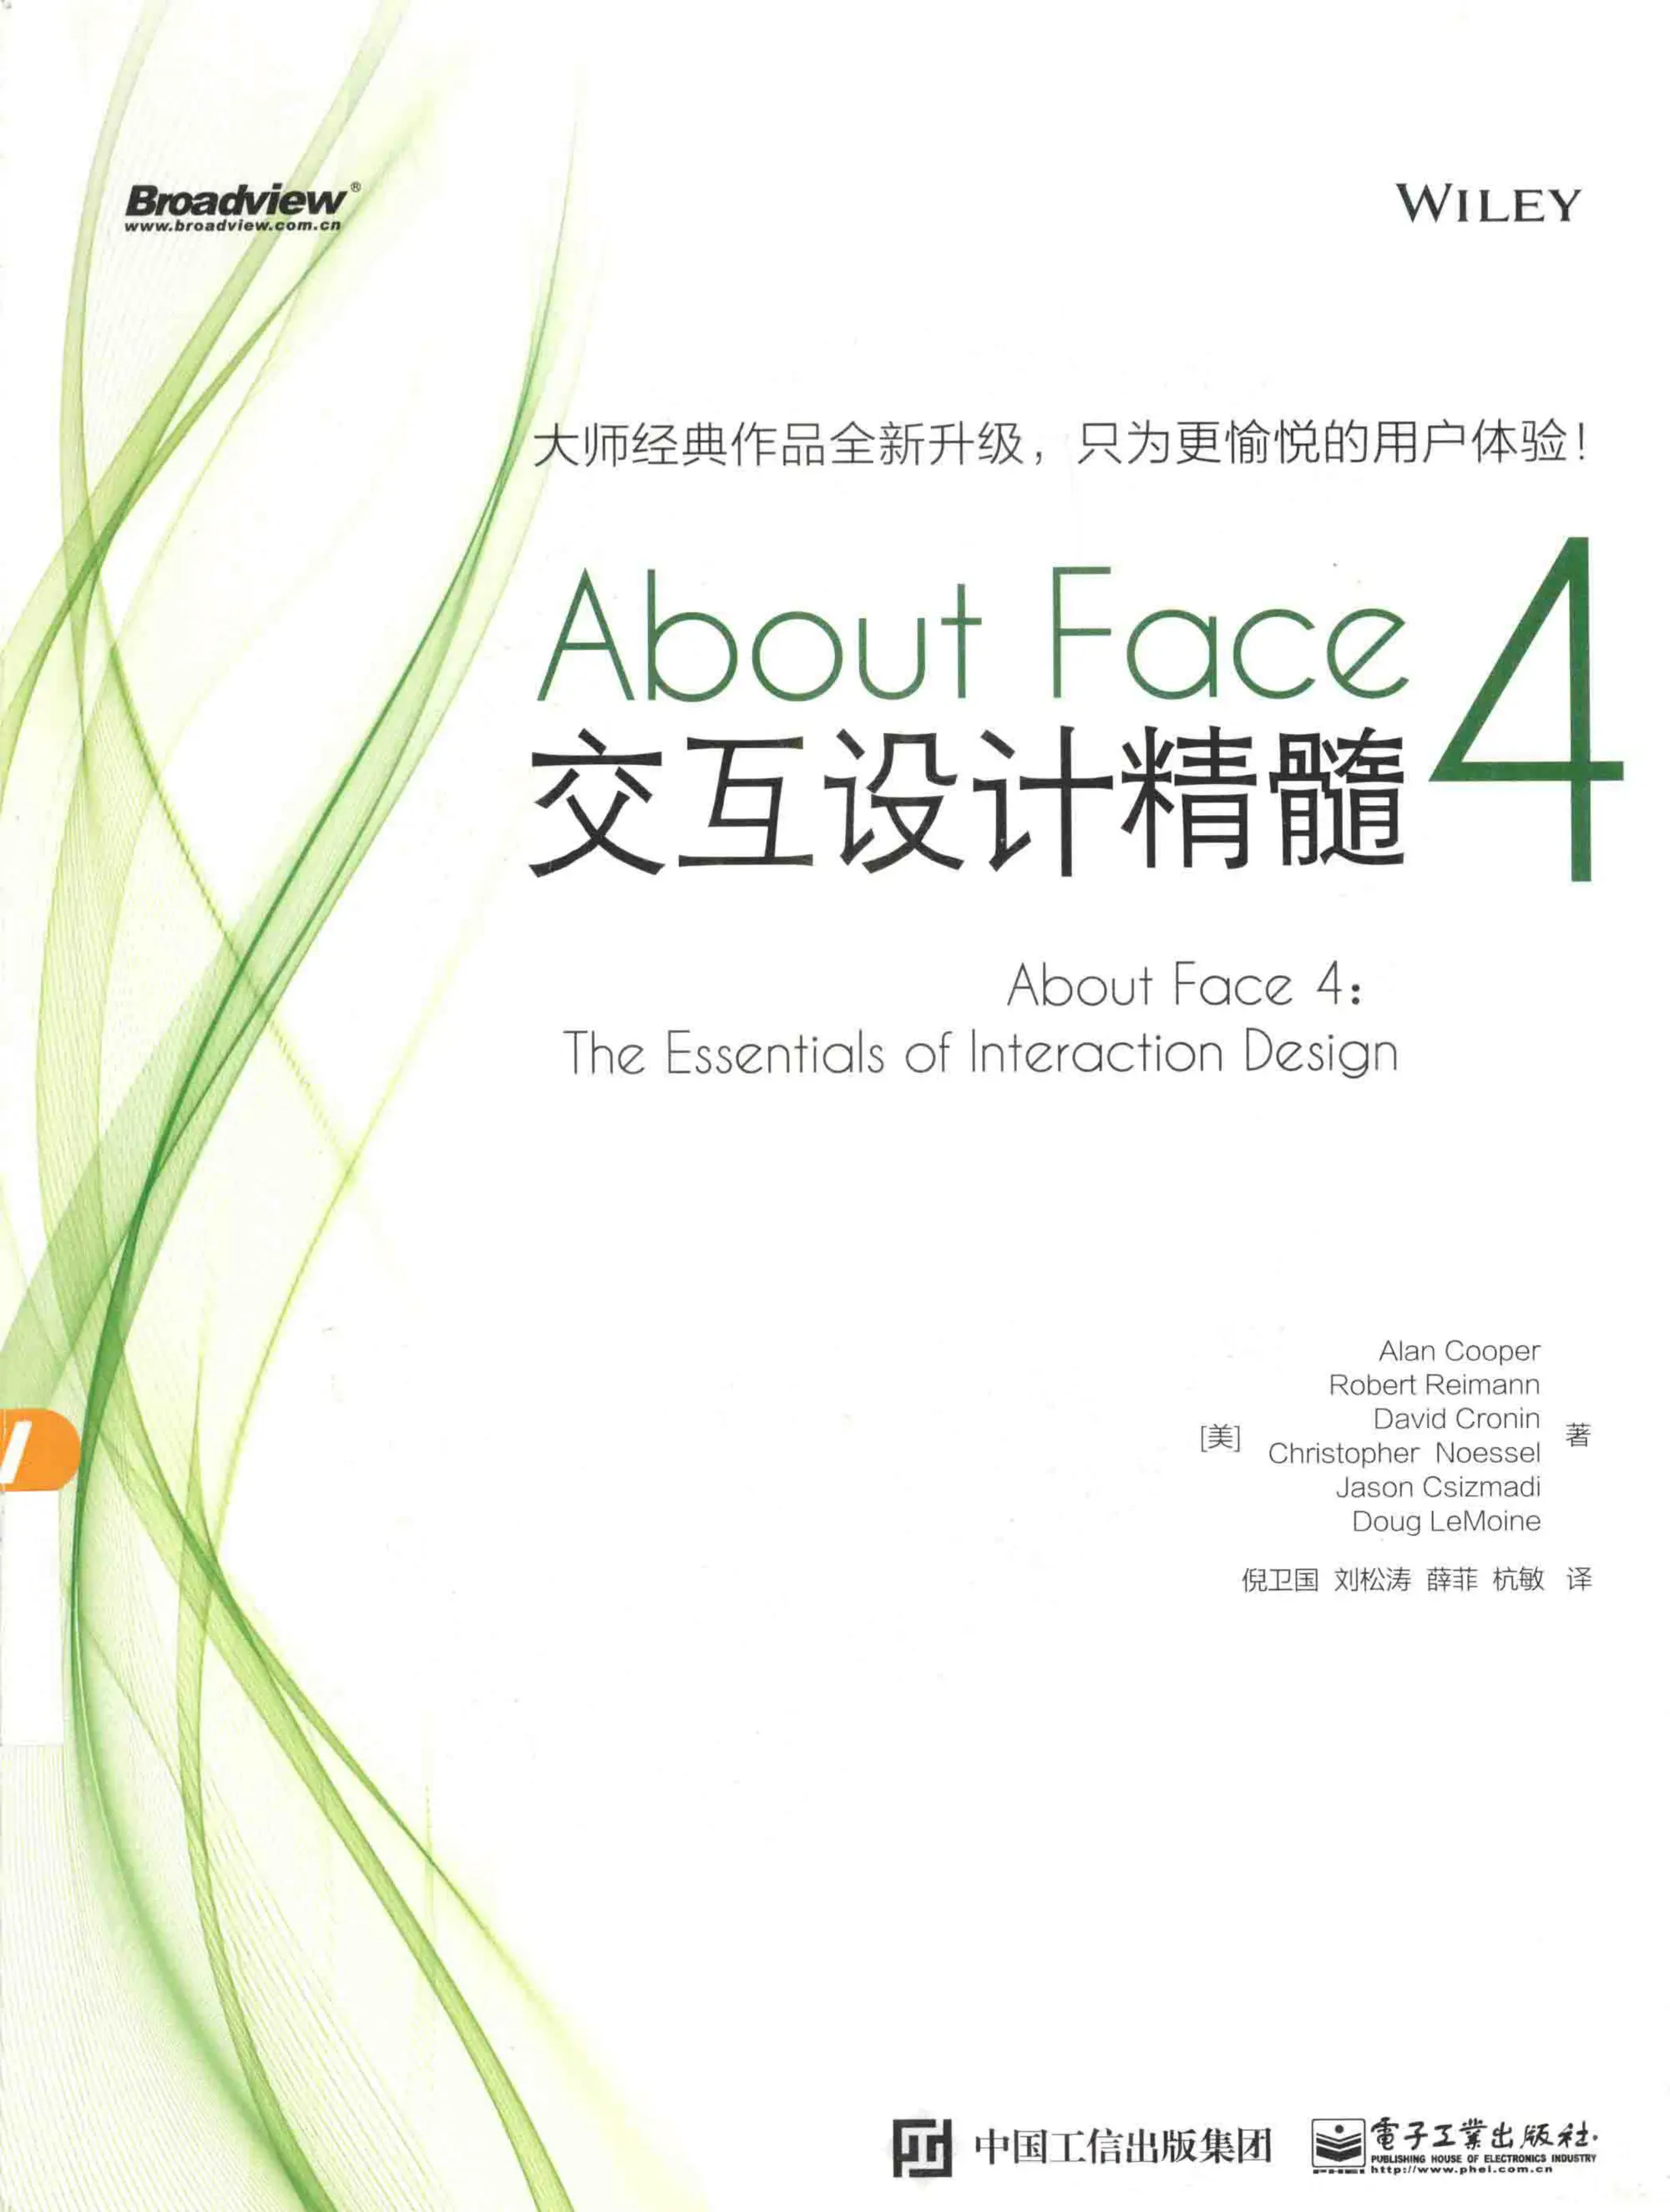 Broadview®
www.broadview.com.cn
WILEY
大师经典作品全新升级，只为更愉悦的用户体验！
About Face 4
交互设计精髓
About Face 4:
The Essentials of Interaction Design
Alan Cooper
Robert Reimann
David Cronin
[美] Christopher Noessel 著
Jason Csizmadi
Doug LeMoine
倪卫国 刘松涛 薛菲 杭敏 译
中国工信出版集团
電子工業出版社.
PUBLISHING HOUSE OF ELECTRONICS INDUSTRY
http://www.phei.com.cn